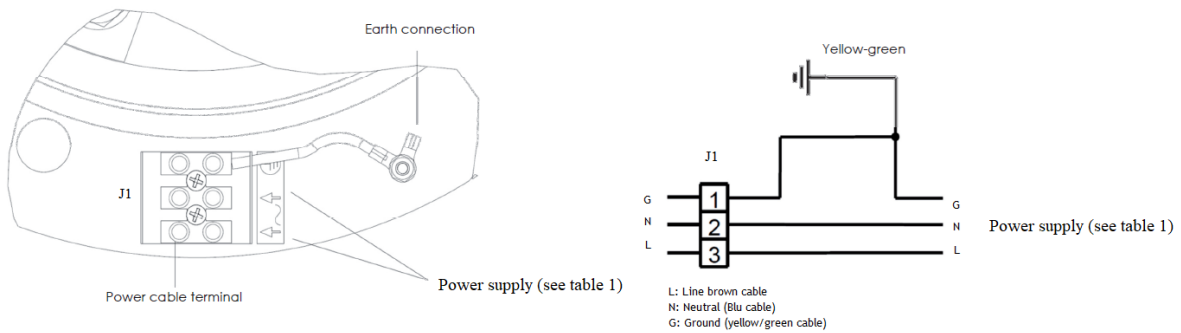 Earth connection
J1
Power cable terminal
Power supply (see table 1)
Yellow-green
J1
G 1 G
N 2 N Power supply (see table 1)
L 3 L
L: Line brown cable
N: Neutral (Blu cable)
G: Ground (yellow/green cable)